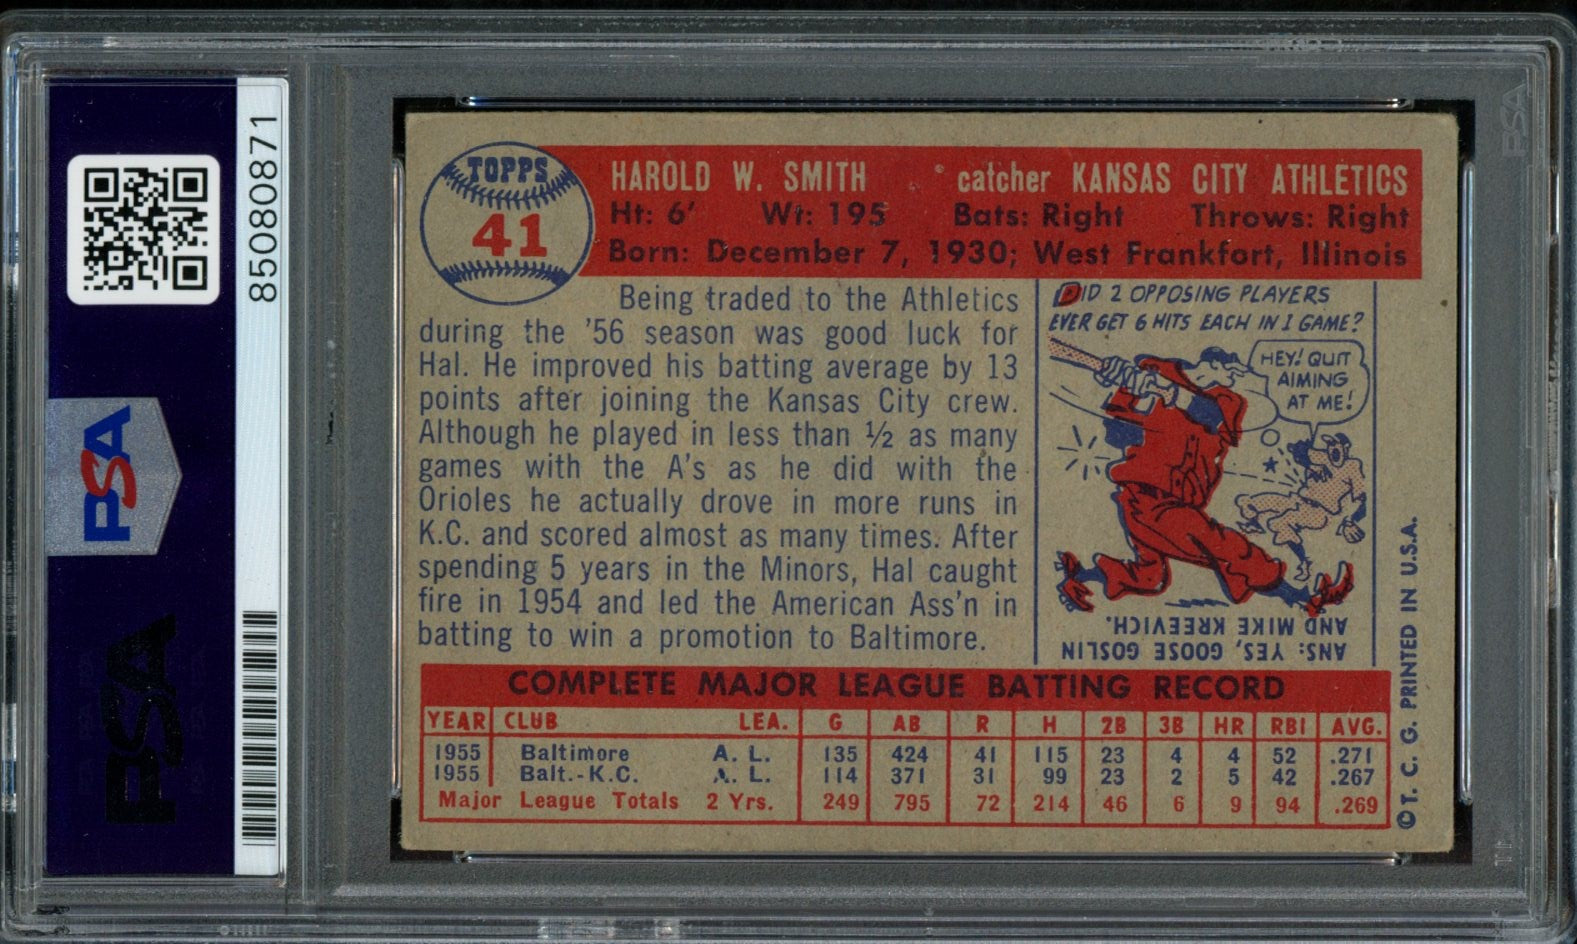 85080871
PSA
PSA
PSA
TOPPS
41
HAROLD W. SMITH catcher KANSAS CITY ATHLETICS
Ht: 6' Wt: 195 Bats: Right Throws: Right
Born: December 7, 1930; West Frankfort, Illinois
Being traded to the Athletics
during the '56 season was good luck for
Hal. He improved his batting average by 13
points after joining the Kansas City crew.
Although he played in less than ½ as many
games with the A's as he did with the
Orioles he actually drove in more runs in
K.C. and scored almost as many times. After
spending 5 years in the Minors, Hal caught
fire in 1954 and led the American Ass'n in
batting to win a promotion to Baltimore.
DID 2 OPPOSING PLAYERS
EVER GET 6 HITS EACH IN 1 GAME?
HEY! QUIT
AIMING
AT ME!
ANS: YES, GOOSE GOSLIN
AND MIKE KREEVICH.
COMPLETE MAJOR LEAGUE BATTING RECORD
YEAR CLUB LEA. G AB R H 2B 3B HR RBI AVG.
1955 Baltimore A. L. 135 424 41 115 23 4 4 52 .271
1955 Balt.-K.C. A. L. 114 371 31 99 23 2 5 42 .267
Major League Totals 2 Yrs. 249 795 72 214 46 6 9 94 .269
©T. C. G. PRINTED IN U.S.A.